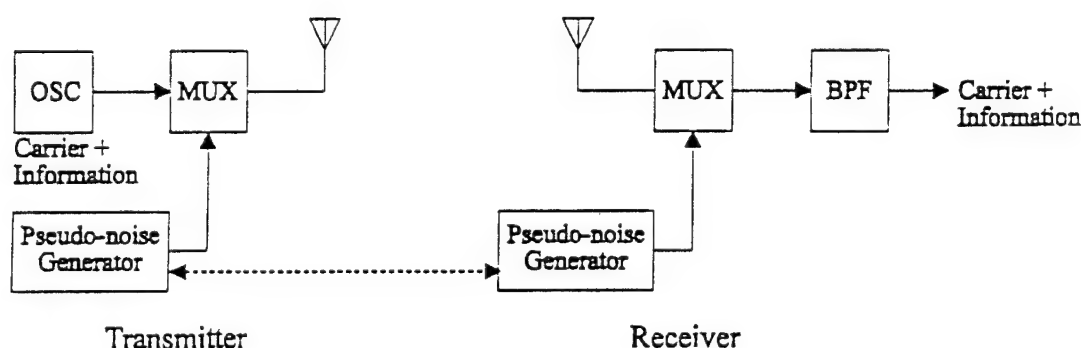 OSC
MUX
Carrier +
Information
Pseudo-noise
Generator
Transmitter
MUX
BPF
Carrier +
Information
Pseudo-noise
Generator
Receiver